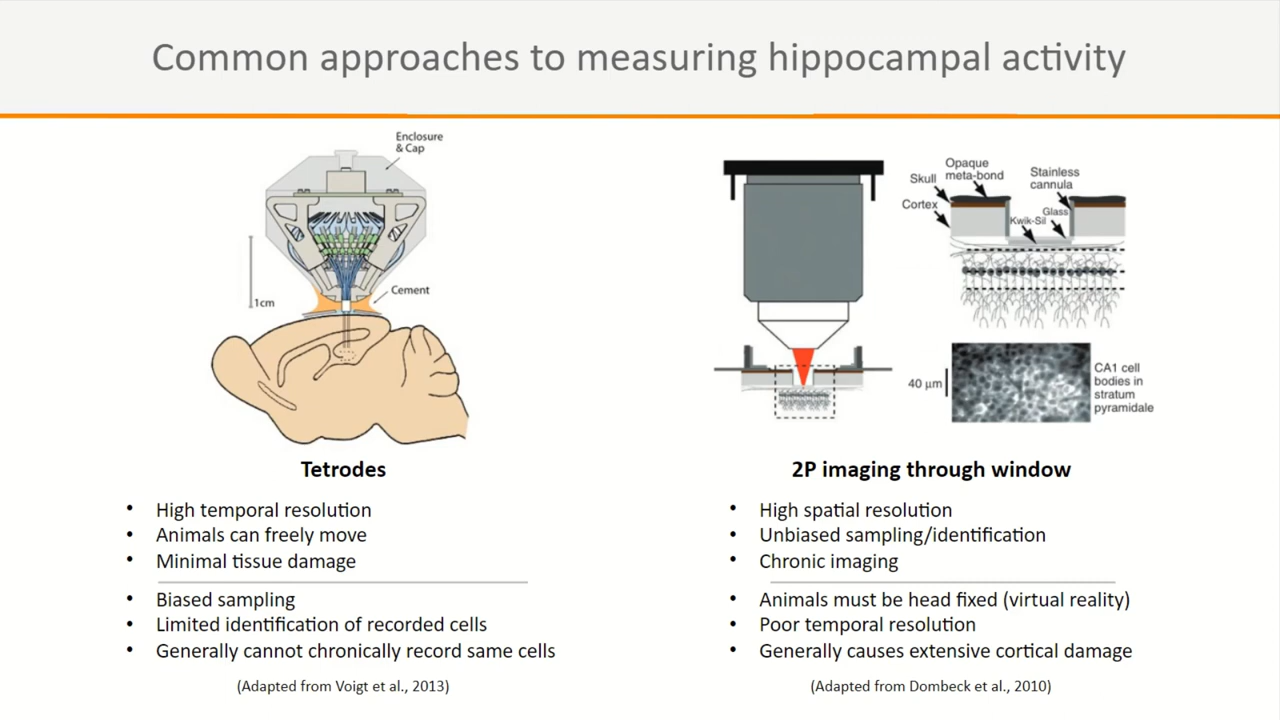 Common approaches to measuring hippocampal activity
Enclosure
& Cap
1cm
Cement
Opaque
meta-bond
Skull
Stainless
cannula
Cortex
Kwik-Sil
Glass
40 µm
CA1 cell
bodies in
stratum
pyramidale
Tetrodes
• High temporal resolution
• Animals can freely move
• Minimal tissue damage
• Biased sampling
• Limited identification of recorded cells
• Generally cannot chronically record same cells
(Adapted from Voigt et al., 2013)
2P imaging through window
• High spatial resolution
• Unbiased sampling/identification
• Chronic imaging
• Animals must be head fixed (virtual reality)
• Poor temporal resolution
• Generally causes extensive cortical damage
(Adapted from Dombeck et al., 2010)